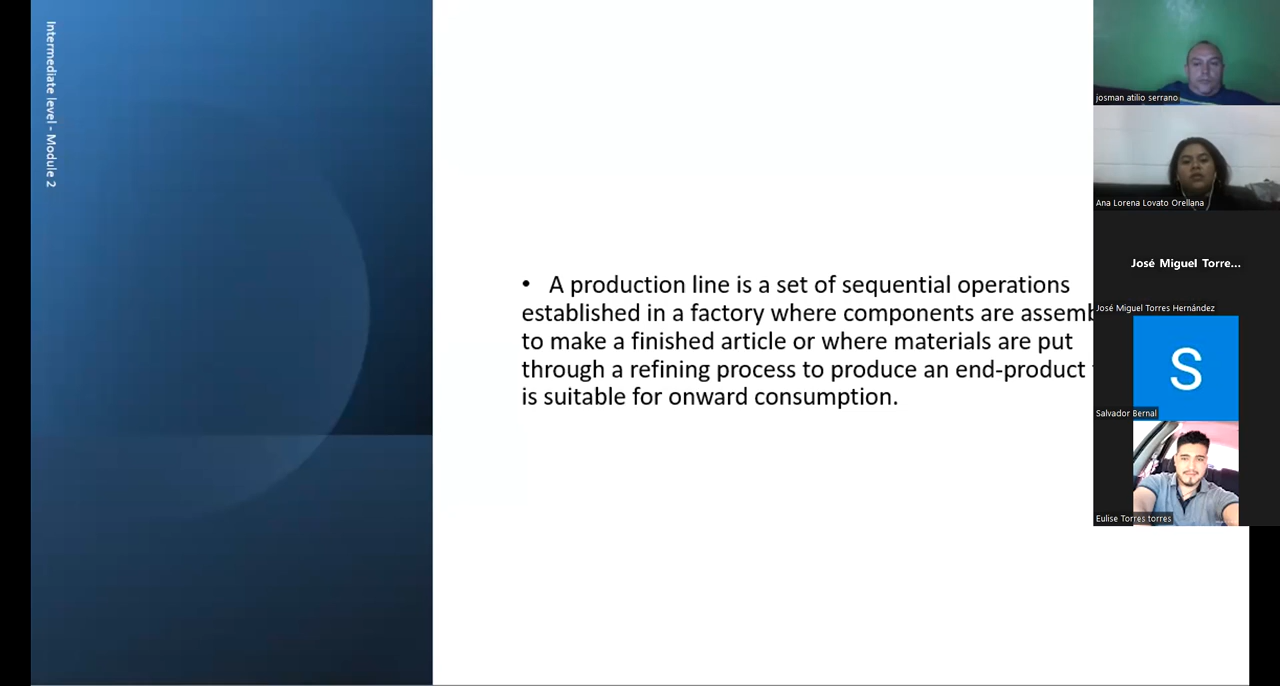 Intermediate level - Module 2
• A production line is a set of sequential operations
established in a factory where components are
to make a finished article or where materials are put
through a refining process to produce an end-product
is suitable for onward consumption.
josman atilio serrano
Ana Lorena Lovato Orellana
José Miguel Torre...
José Miguel Torres Hernández
S
Salvador Bernal
Eulise Torres torres